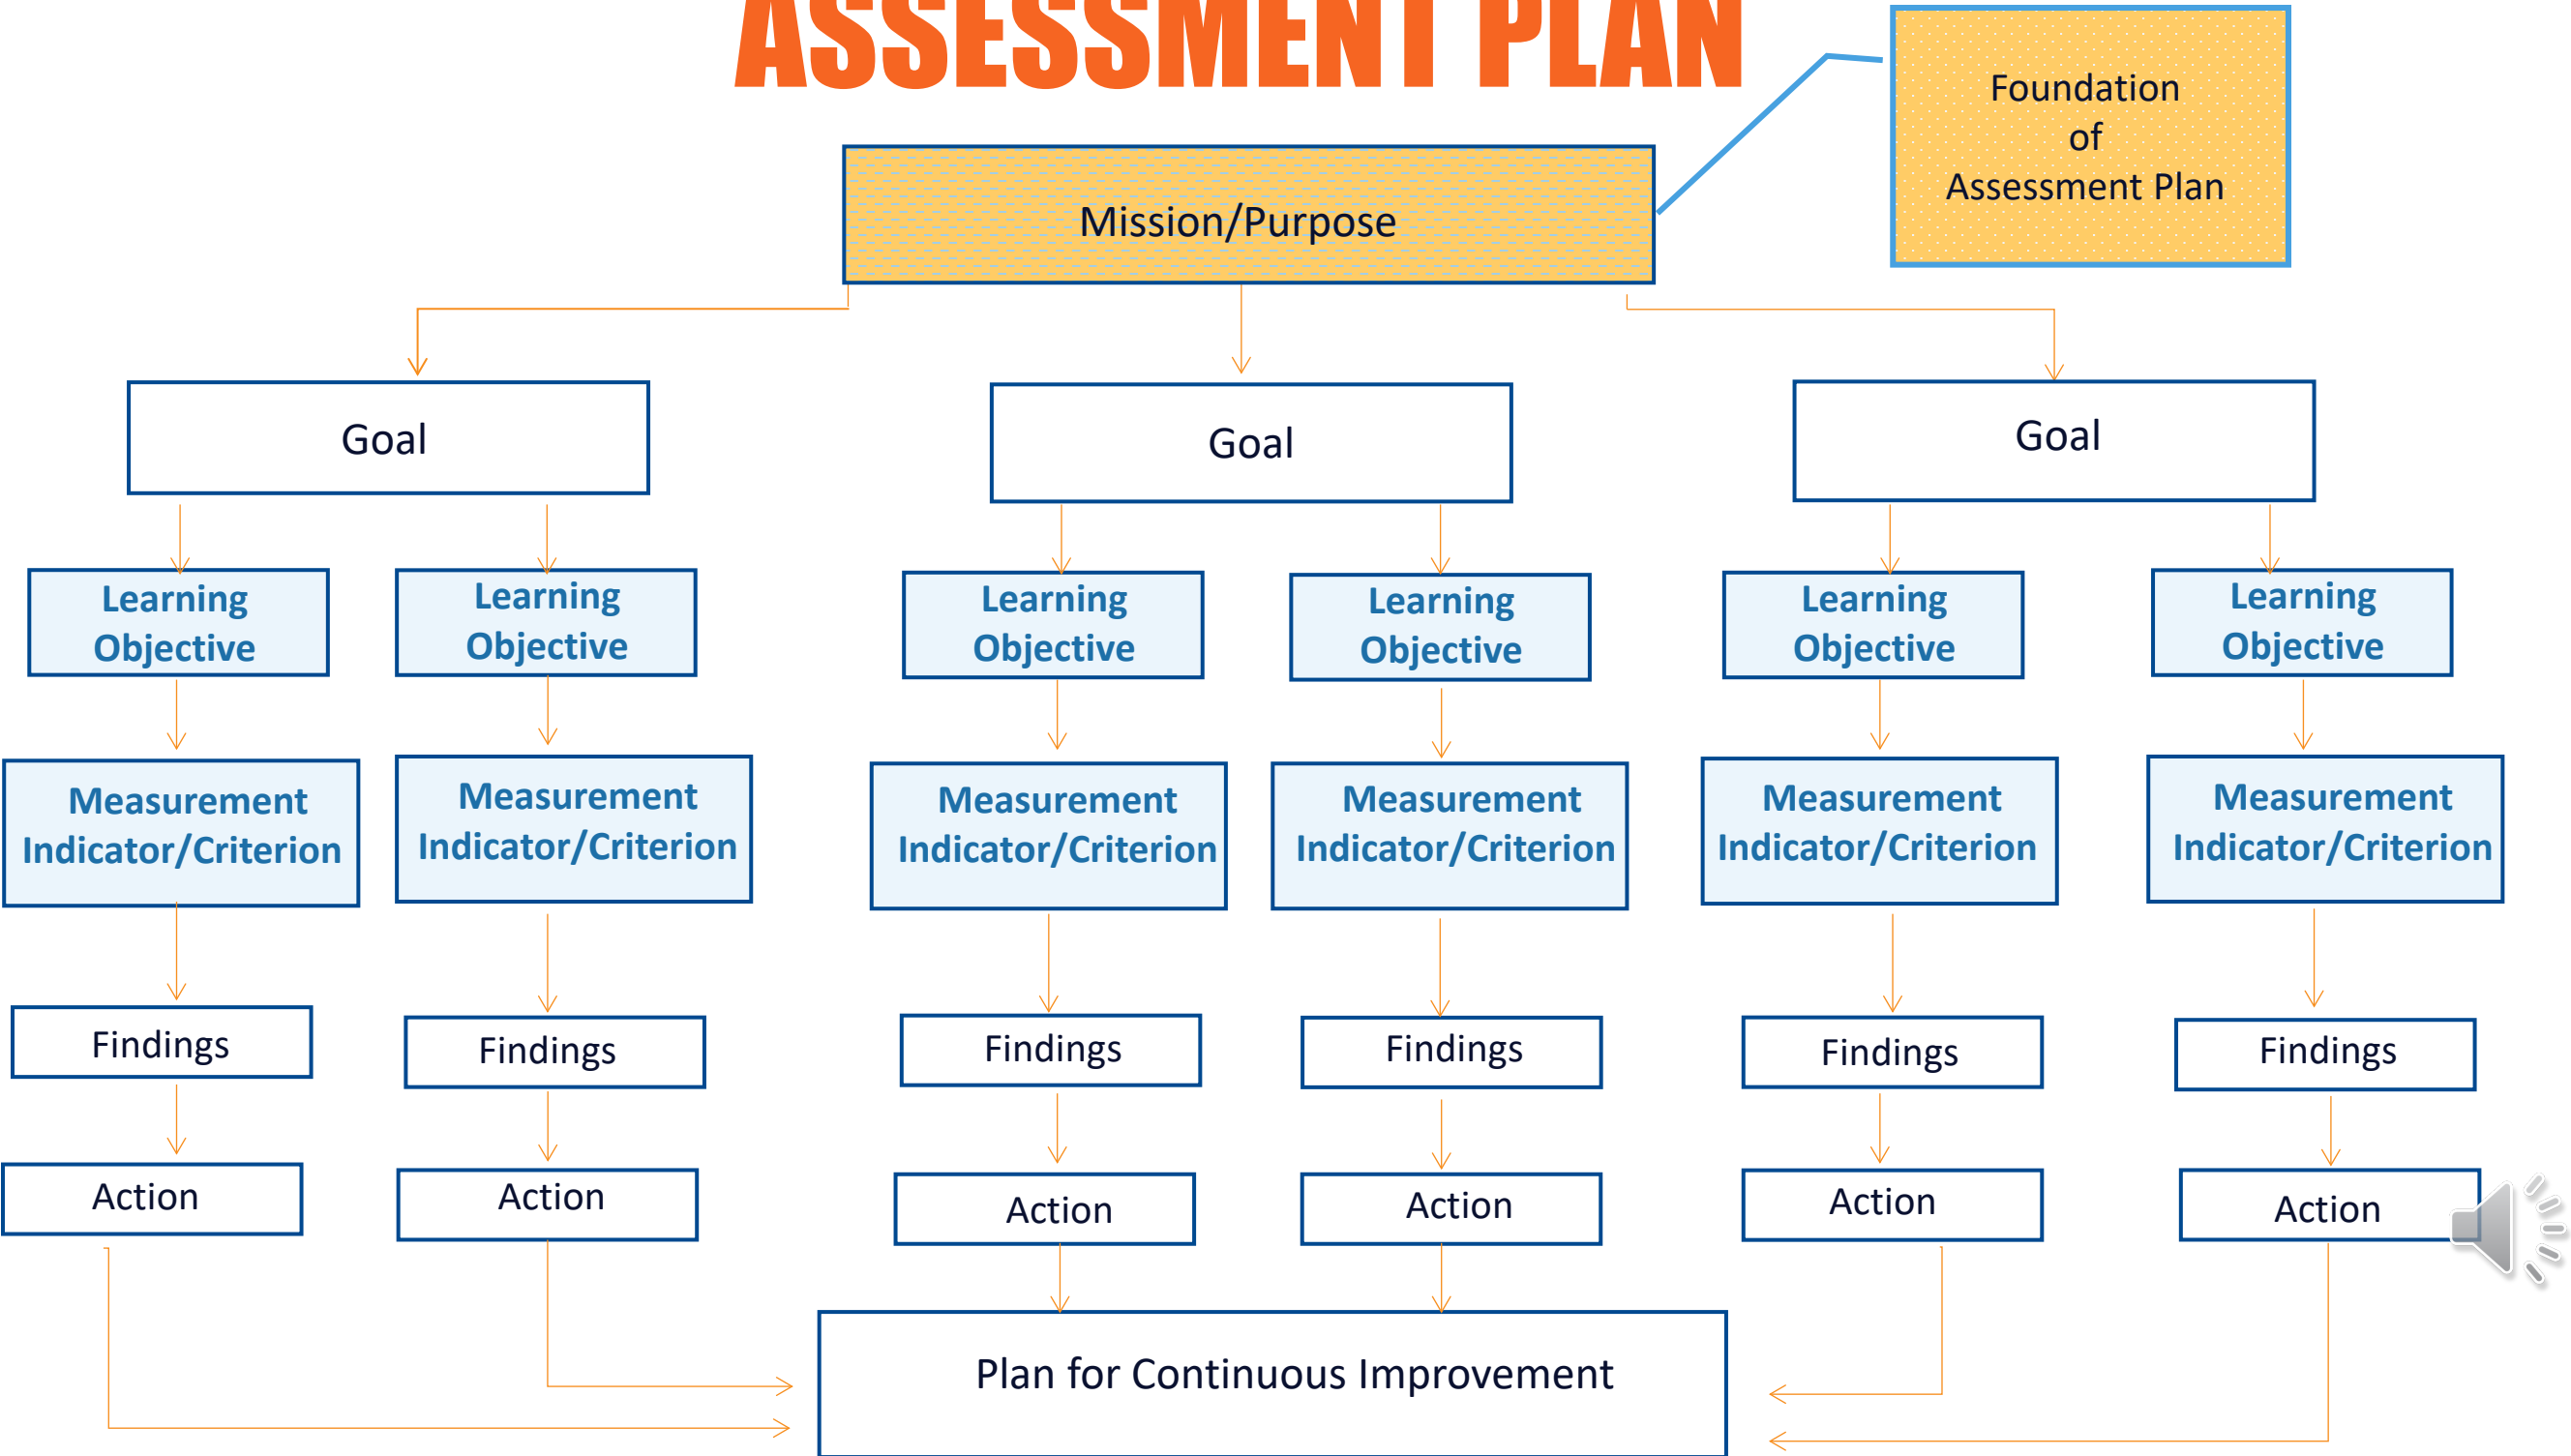 ASSESSMENT PLAN
Foundation
of
Assessment Plan
Mission/Purpose
Goal
Goal
Goal
Learning
Objective
Learning
Objective
Learning
Objective
Learning
Objective
Learning
Objective
Learning
Objective
Measurement
Indicator/Criterion
Measurement
Indicator/Criterion
Measurement
Indicator/Criterion
Measurement
Indicator/Criterion
Measurement
Indicator/Criterion
Measurement
Indicator/Criterion
Findings
Findings
Findings
Findings
Findings
Findings
Action
Action
Action
Action
Action
Action
Plan for Continuous Improvement